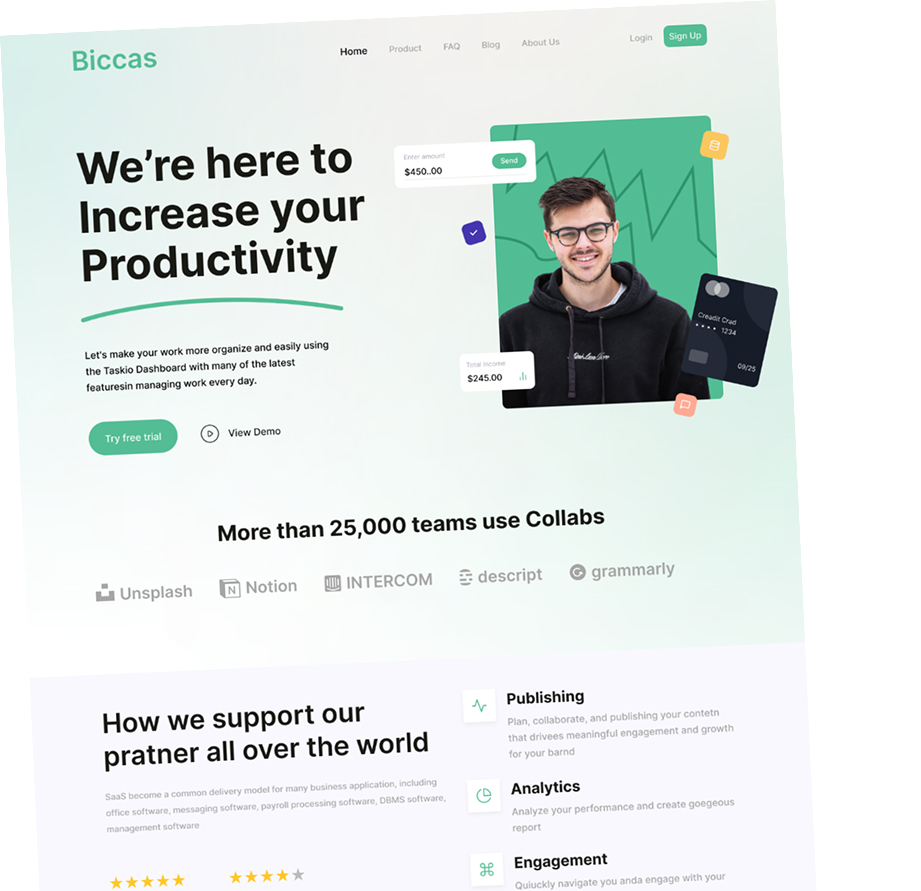 Biccas
Home Product FAQ Blog About Us
Login
Sign Up
We're here to
Increase your
Productivity
Let's make your work more organize and easily using
the Taskio Dashboard with many of the latest
featuresin managing work every day.
Try free trial
View Demo
Enter amount
$450..00
Send
Creadit Crad
•••• 1234
09/25
Total Income
$245.00
More than 25,000 teams use Collabs
Unsplash
Notion
INTERCOM
descript
grammarly
How we support our
pratner all over the world
SaaS become a common delivery model for many business application, including
office software, messaging software, payroll processing software, DBMS software,
management software
Publishing
Plan, collaborate, and publishing your contetn
that drivees meaningful engagement and growth
for your barnd
Analytics
Analyze your performance and create goegeous
report
Engagement
Quiuckly navigate you anda engage with your